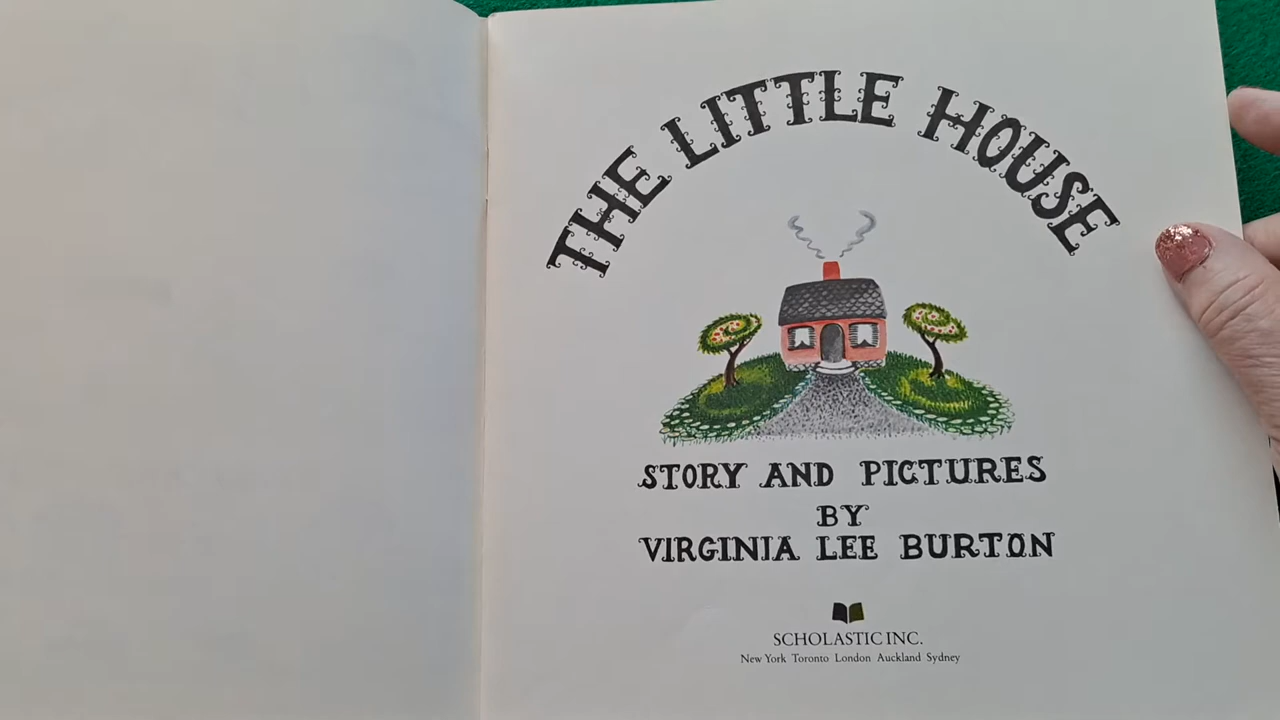 THE LITTLE HOUSE
STORY AND PICTURES
BY
VIRGINIA LEE BURTON
SCHOLASTIC INC.
New York Toronto London Auckland Sydney